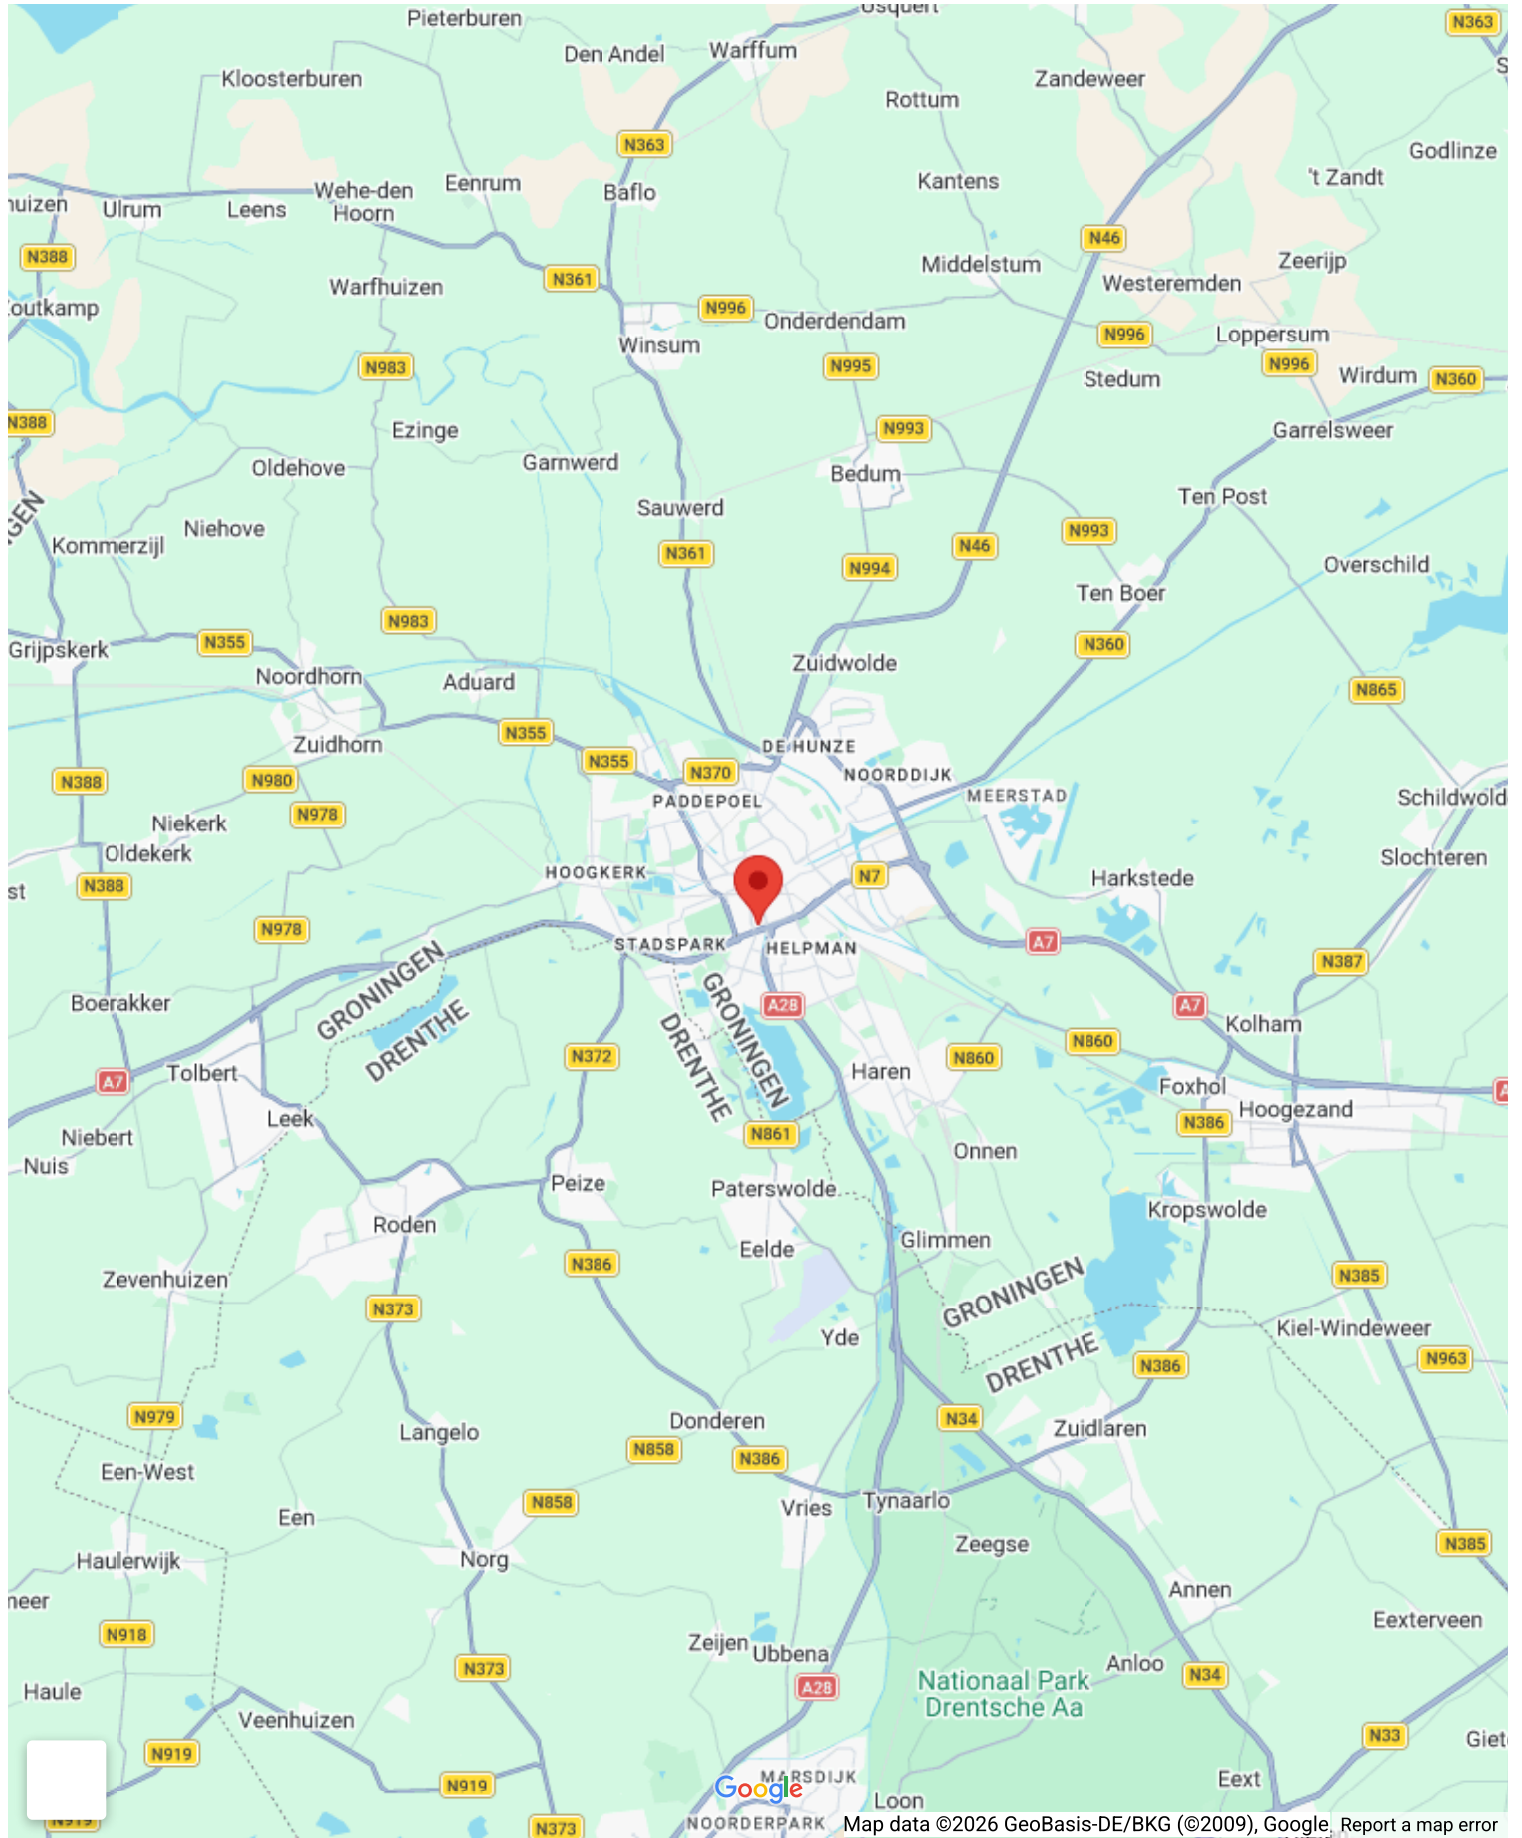 Pieterburen
Usquert
N363
Den Andel
Warffum
Kloosterburen
Zandeweer
Rottum
N363
Godlinze
Wehe-den
Hoorn
Eenrum
Baflo
Kantens
't Zandt
huizen
Ulrum
Leens
N388
N46
Middelstum
Zeerijp
Warfhuizen
N361
Westeremden
Zoutkamp
N996
Onderdendam
N996
Loppersum
Winsum
N983
N995
N996
Stedum
Wirdum
N360
N388
Ezinge
N993
Garrelsweer
Oldehove
Garnwerd
Bedum
Ten Post
Sauwerd
Niehove
N993
Kommerzijl
N361
N46
N994
Overschild
Ten Boer
N983
N355
N360
Grijpskerk
Zuidwolde
Noordhorn
Aduard
N865
N355
Zuidhorn
DE HUNZE
N355
N370
NOORDDIJK
N388
N980
PADDEPOEL
MEERSTAD
Schildwold
N978
Niekerk
Oldekerk
Slochteren
HOOGKERK
N7
Harkstede
st
N388
N978
STADSPARK
HELPMAN
A7
N387
GRONINGEN
DRENTHE
Boerakker
GRONINGEN
DRENTHE
A28
A7
Kolham
N372
N860
N860
Tolbert
A7
Haren
Foxhol
Leek
Hoogezand
N386
Niebert
N861
Nuis
Onnen
Peize
Paterswolde
Kropswolde
Roden
Glimmen
Eelde
N386
Zevenhuizen
GRONINGEN
DRENTHE
N385
N373
Yde
Kiel-Windeweer
N386
N963
N979
Langelo
Donderen
N34
Zuidlaren
N858
N386
Een-West
N858
Vries
Tynaarlo
Een
Zeegse
N385
Haulerwijk
Norg
Annen
neer
Eexterveen
N918
Zeijen
Ubbena
N373
Anloo
N34
Nationaal Park
Drentsche Aa
A28
Haule
Veenhuizen
N33
N919
Giet
N919
MARSDIJK
Eext
Google
Loon
N919
N373
NOORDERPARK
Map data ©2026 GeoBasis-DE/BKG (©2009), Google
Report a map error